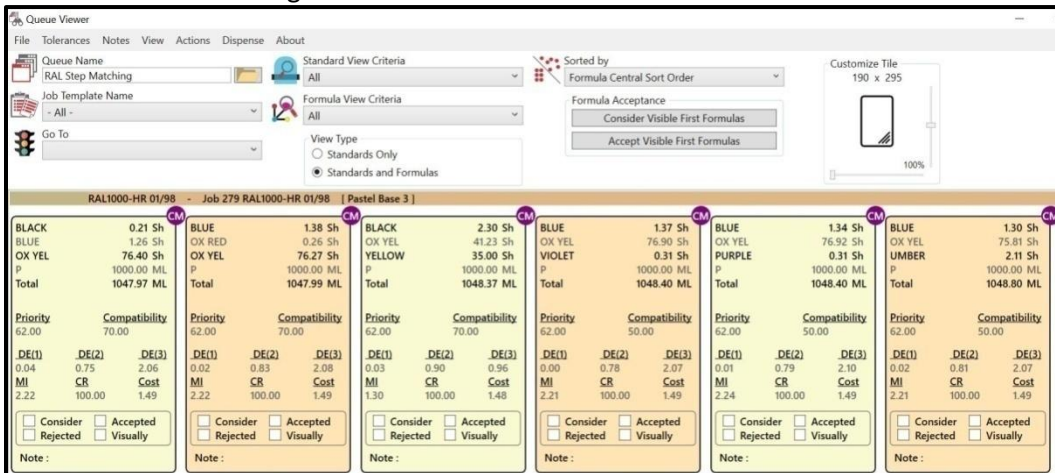 Queue Viewer
File Tolerances Notes View Actions Dispense About
Queue Name
RAL Step Matching
Job Template Name
- All -
Go To
Standard View Criteria
All
Formula View Criteria
All
View Type
Standards Only
Standards and Formulas
Sorted by
Formula Central Sort Order
Formula Acceptance
Consider Visible First Formulas
Accept Visible First Formulas
Customize Tile
190 x 295
100%
RAL1000-HR 01/98 - Job 279 RAL1000-HR 01/98 [ Pastel Base 3 ]
CM
BLACK 0.21 Sh
BLUE 1.26 Sh
OX YEL 76.40 Sh
P 1000.00 ML
Total 1047.97 ML
Priority Compatibility
62.00 70.00
DE(1) DE(2) DE(3)
0.04 0.75 2.06
MI CR Cost
2.22 100.00 1.49
Consider Accepted
Rejected Visually
Note :
CM
BLUE 1.38 Sh
OX RED 0.26 Sh
OX YEL 76.27 Sh
P 1000.00 ML
Total 1047.99 ML
Priority Compatibility
62.00 70.00
DE(1) DE(2) DE(3)
0.02 0.83 2.08
MI CR Cost
2.22 100.00 1.49
Consider Accepted
Rejected Visually
Note :
CM
BLACK 2.30 Sh
OX YEL 41.23 Sh
YELLOW 35.00 Sh
P 1000.00 ML
Total 1048.37 ML
Priority Compatibility
62.00 70.00
DE(1) DE(2) DE(3)
0.03 0.90 0.96
MI CR Cost
1.30 100.00 1.48
Consider Accepted
Rejected Visually
Note :
CM
BLUE 1.37 Sh
OX YEL 76.90 Sh
VIOLET 0.31 Sh
P 1000.00 ML
Total 1048.40 ML
Priority Compatibility
62.00 50.00
DE(1) DE(2) DE(3)
0.00 0.78 2.07
MI CR Cost
2.21 100.00 1.49
Consider Accepted
Rejected Visually
Note :
CM
BLUE 1.34 Sh
OX YEL 76.92 Sh
PURPLE 0.31 Sh
P 1000.00 ML
Total 1048.40 ML
Priority Compatibility
62.00 50.00
DE(1) DE(2) DE(3)
0.01 0.79 2.10
MI CR Cost
2.24 100.00 1.49
Consider Accepted
Rejected Visually
Note :
CM
BLUE 1.30 Sh
OX YEL 75.81 Sh
UMBER 2.11 Sh
P 1000.00 ML
Total 1048.80 ML
Priority Compatibility
62.00 50.00
DE(1) DE(2) DE(3)
0.02 0.81 2.07
MI CR Cost
2.21 100.00 1.49
Consider Accepted
Rejected Visually
Note :